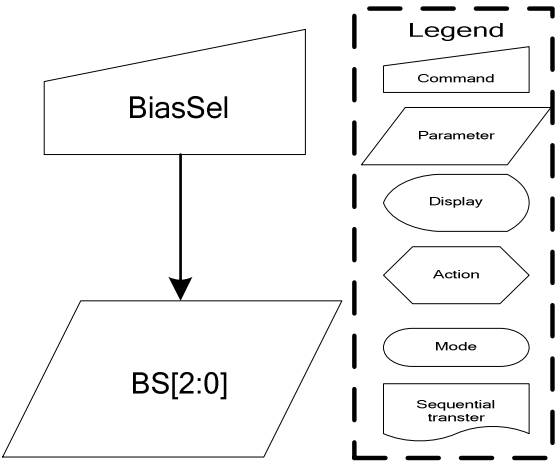 BiasSel
BS[2:0]
Legend
Command
Parameter
Display
Action
Mode
Sequential
transter